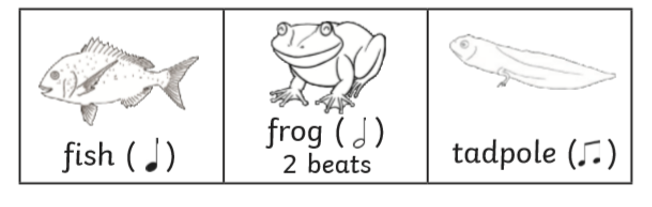 fish (♩)
frog (𝅗𝅥)
2 beats
tadpole (♫)